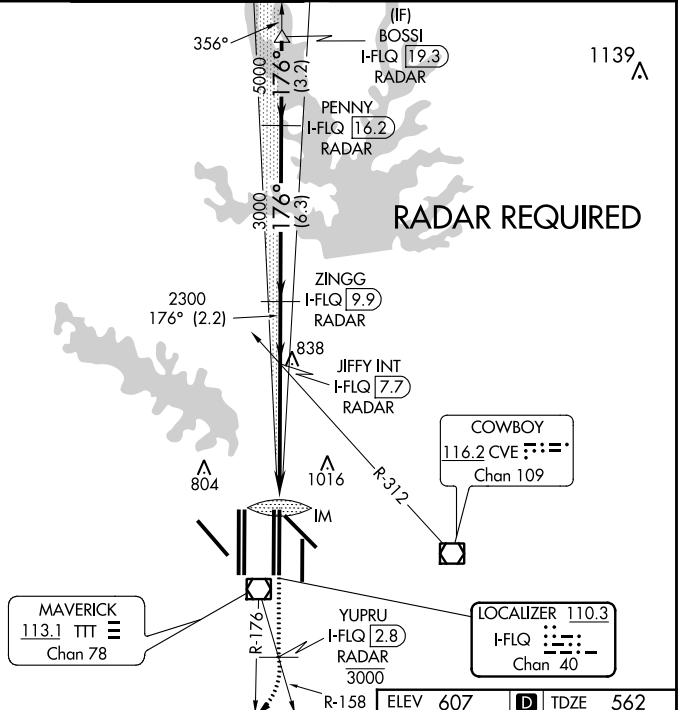 (IF)
BOSSI
I-FLQ 19.3
RADAR
356°
1139
5000
176°
(3.2)
PENNY
I-FLQ 16.2
RADAR
3000
176°
(6.3)
RADAR REQUIRED
ZINGG
I-FLQ 9.9
RADAR
2300
176° (2.2)
838
JIFFY INT
I-FLQ 7.7
RADAR
COWBOY
116.2 CVE
Chan 109
R-312
804
1016
IM
MAVERICK
113.1 TTT
Chan 78
R-176
YUPRU
I-FLQ 2.8
RADAR
3000
LOCALIZER 110.3
I-FLQ
Chan 40
R-158
ELEV 607
D TDZE 562